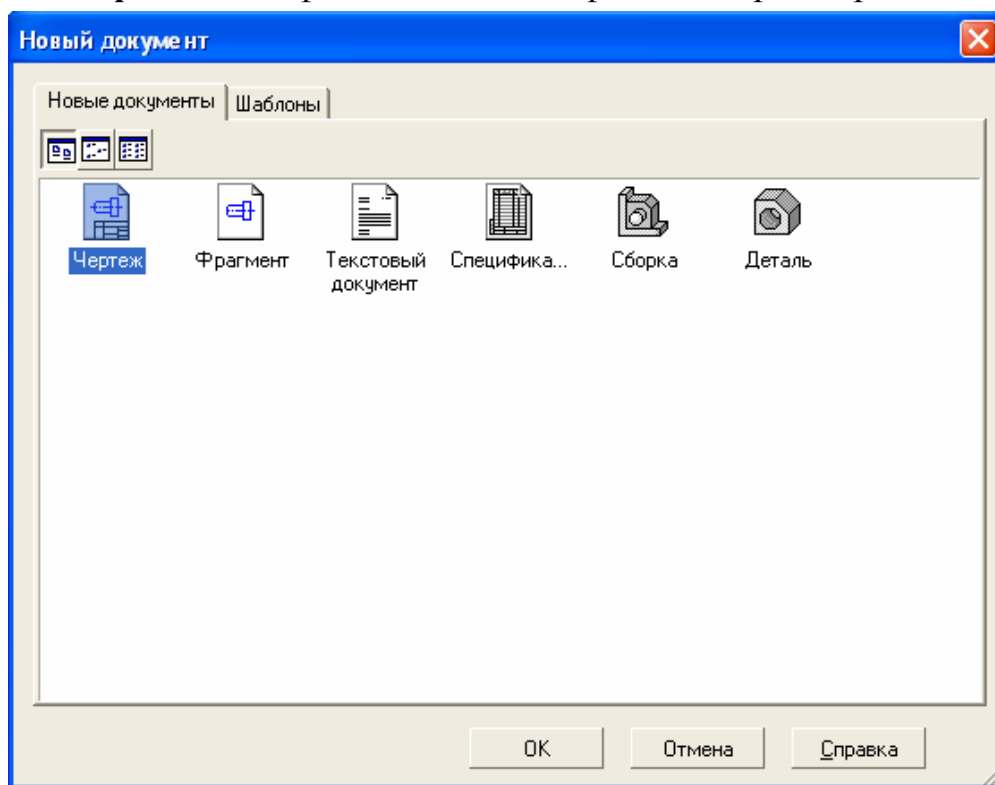 Новый документ
Новые документы Шаблоны
Чертеж Фрагмент Текстовый документ Специфика... Сборка Деталь
OK Отмена Справка